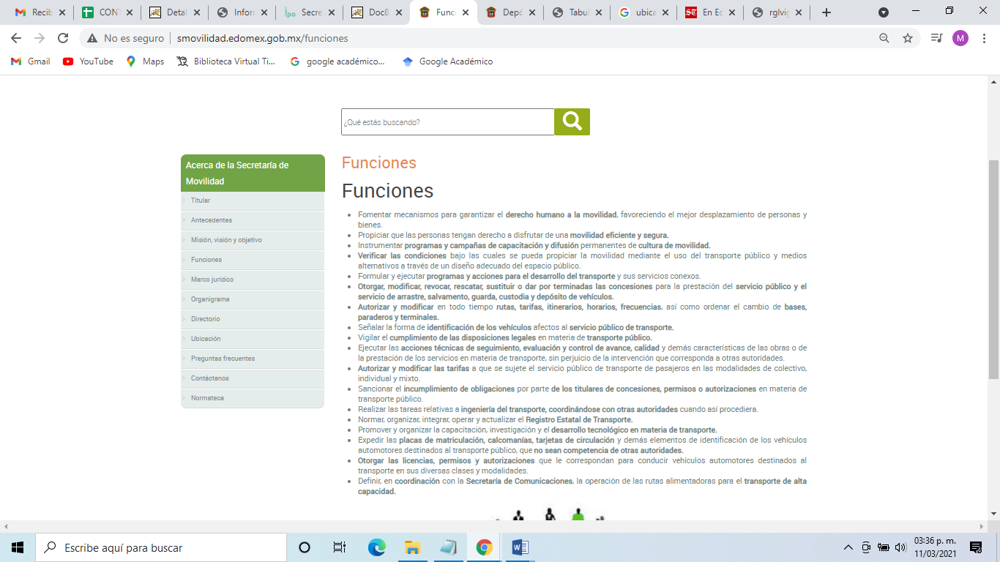 Recib
CON
Detal
Inform
ipo Secre
Doc8
Funci
Depó
Tabul
ubica
ST En Ec
rglvig
No es seguro | smovilidad.edomex.gob.mx/funciones
M
Gmail YouTube Maps Biblioteca Virtual Ti... google académico... Google Académico
¿Qué estás buscando?
Acerca de la Secretaría de
Movilidad
Titular
Antecedentes
Misión, visión y objetivo
Funciones
Marco jurídico
Organigrama
Directorio
Ubicación
Preguntas frecuentes
Contáctanos
Normateca
Funciones
Funciones
Fomentar mecanismos para garantizar el derecho humano a la movilidad, favoreciendo el mejor desplazamiento de personas y
bienes.
Propiciar que las personas tengan derecho a disfrutar de una movilidad eficiente y segura.
Instrumentar programas y campañas de capacitación y difusión permanentes de cultura de movilidad.
Verificar las condiciones bajo las cuales se pueda propiciar la movilidad mediante el uso del transporte público y medios
alternativos a través de un diseño adecuado del espacio público.
Formular y ejecutar programas y acciones para el desarrollo del transporte y sus servicios conexos.
Otorgar, modificar, revocar, rescatar, sustituir o dar por terminadas las concesiones para la prestación del servicio público y el
servicio de arrastre, salvamento, guarda, custodia y depósito de vehículos.
Autorizar y modificar en todo tiempo rutas, tarifas, itinerarios, horarios, frecuencias, así como ordenar el cambio de bases,
paraderos y terminales.
Señalar la forma de identificación de los vehículos afectos al servicio público de transporte.
Vigilar el cumplimiento de las disposiciones legales en materia de transporte público.
Ejecutar las acciones técnicas de seguimiento, evaluación y control de avance, calidad y demás características de las obras o de
la prestación de los servicios en materia de transporte, sin perjuicio de la intervención que corresponda a otras autoridades.
Autorizar y modificar las tarifas a que se sujete el servicio público de transporte de pasajeros en las modalidades de colectivo,
individual y mixto.
Sancionar el incumplimiento de obligaciones por parte de los titulares de concesiones, permisos o autorizaciones en materia de
transporte público.
Realizar las tareas relativas a ingeniería del transporte, coordinándose con otras autoridades cuando así procediera.
Normar, organizar, integrar, operar y actualizar el Registro Estatal de Transporte.
Promover y organizar la capacitación, investigación y el desarrollo tecnológico en materia de transporte.
Expedir las placas de matriculación, calcomanías, tarjetas de circulación y demás elementos de identificación de los vehículos
automotores destinados al transporte público, que no sean competencia de otras autoridades.
Otorgar las licencias, permisos y autorizaciones que le correspondan para conducir vehículos automotores destinados al
transporte en sus diversas clases y modalidades.
Definir, en coordinación con la Secretaría de Comunicaciones, la operación de las rutas alimentadoras para el transporte de alta
capacidad.
Escribe aquí para buscar
03:36 p. m.
11/03/2021